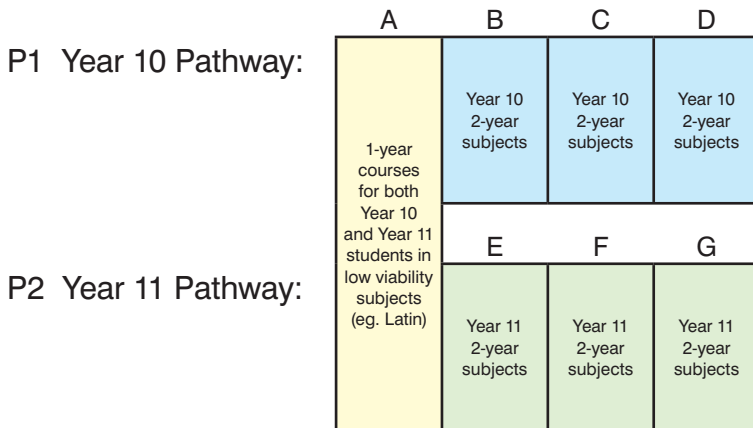 A B C D
P1 Year 10 Pathway:
Year 10
2-year
subjects
Year 10
2-year
subjects
Year 10
2-year
subjects
1-year
courses
for both
Year 10
and Year 11
students in
low viability
subjects
(eg. Latin)
E F G
P2 Year 11 Pathway:
Year 11
2-year
subjects
Year 11
2-year
subjects
Year 11
2-year
subjects